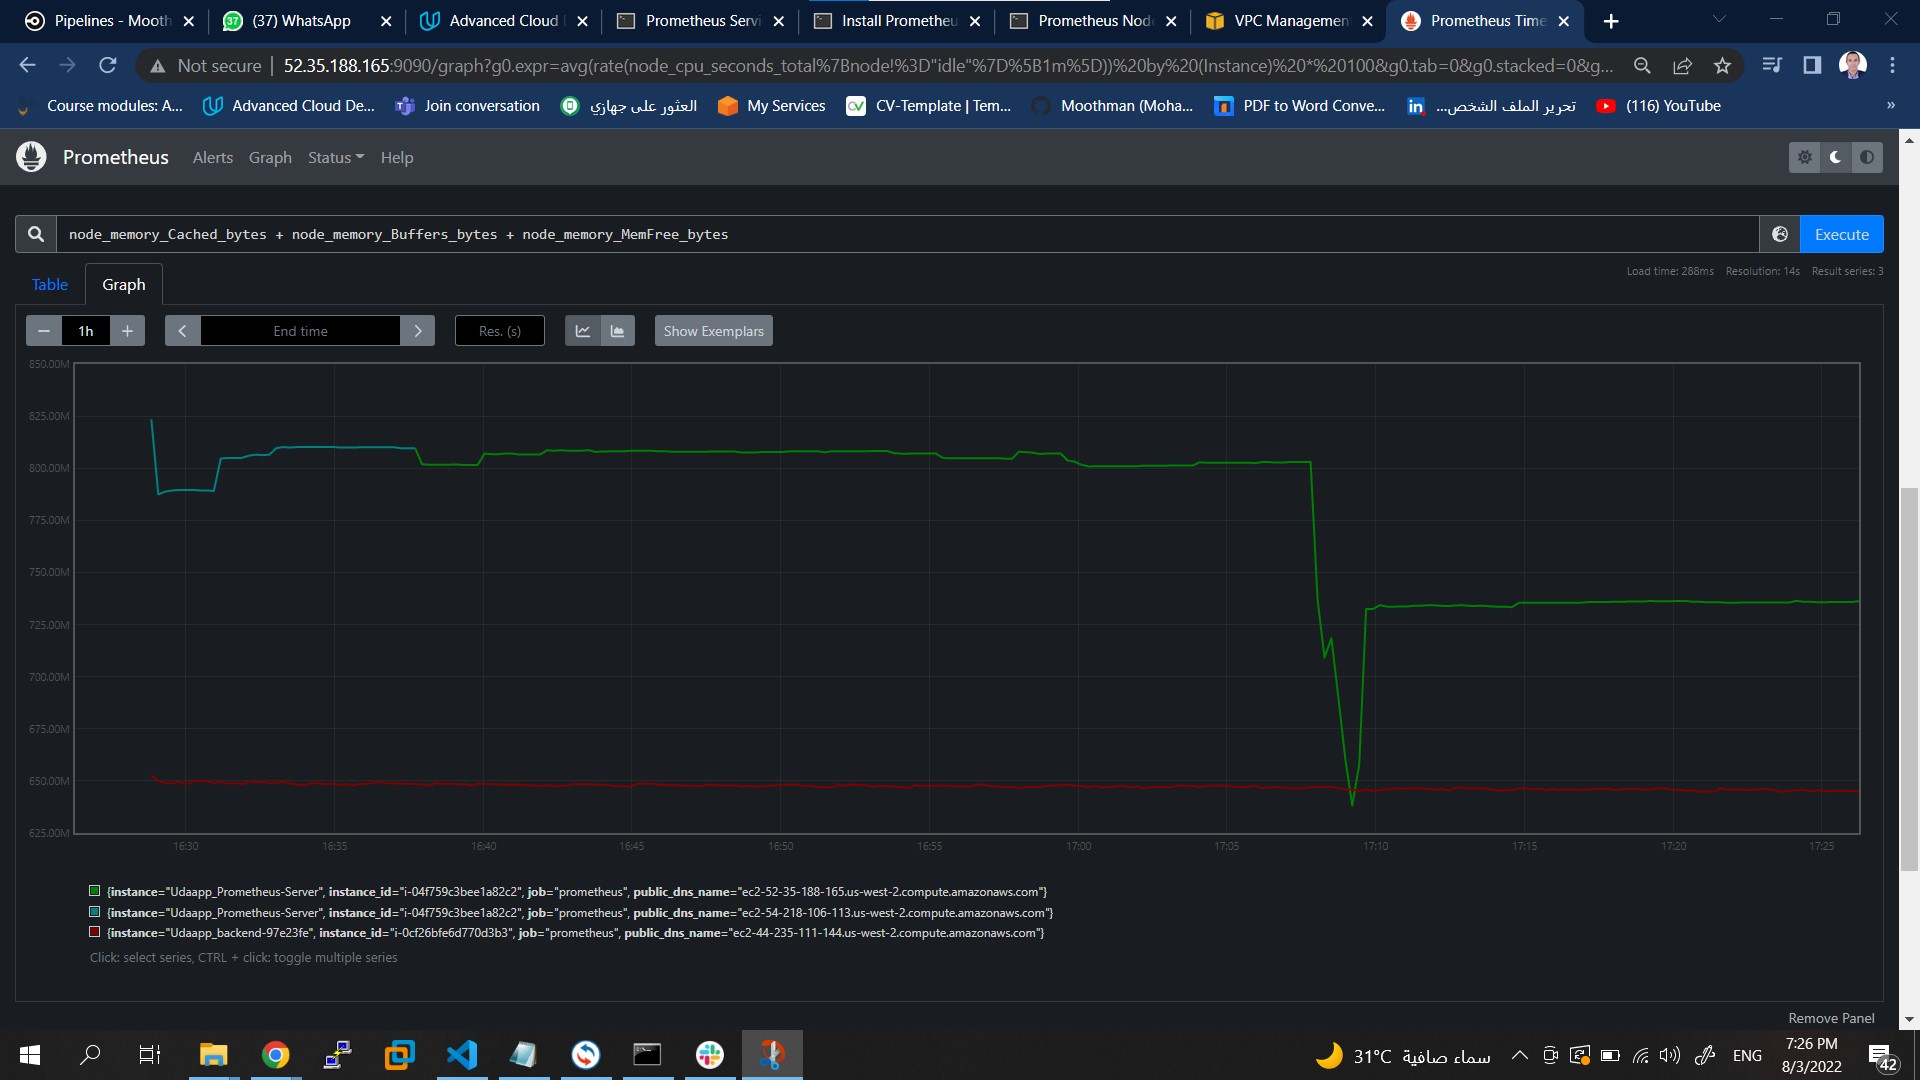 Pipelines - Mooth
(37) WhatsApp
Advanced Cloud
Prometheus Servi
Install Prometheu
Prometheus Node
VPC Managemen
Prometheus Time
Not secure
52.35.188.165:9090/graph?g0.expr=avg(rate(node_cpu_seconds_total%7Bnode!%3D"idle"%7D%5B1m%5D))%20by%20(Instance)%20*%20100&g0.tab=0&g0.stacked=0&g...
Course modules: A...
Advanced Cloud De...
Join conversation
العثور على جهازي
My Services
CV-Template | Tem...
Moothman (Moha...
PDF to Word Conve...
تحرير الملف الشخص...
(116) YouTube
»
Prometheus
Alerts
Graph
Status
Help
node_memory_Cached_bytes + node_memory_Buffers_bytes + node_memory_MemFree_bytes
Execute
Table
Graph
Load time: 288ms Resolution: 14s Result series: 3
1h
End time
Res. (s)
Show Exemplars
850.00M
825.00M
800.00M
775.00M
750.00M
725.00M
700.00M
675.00M
650.00M
625.00M
16:30 16:35 16:40 16:45 16:50 16:55 17:00 17:05 17:10 17:15 17:20 17:25
{instance="Udaapp_Prometheus-Server", instance_id="i-04f759c3bee1a82c2", job="prometheus", public_dns_name="ec2-52-35-188-165.us-west-2.compute.amazonaws.com"}
{instance="Udaapp_Prometheus-Server", instance_id="i-04f759c3bee1a82c2", job="prometheus", public_dns_name="ec2-54-218-106-113.us-west-2.compute.amazonaws.com"}
{instance="Udaapp_backend-97e23fe", instance_id="i-0cf26bfe6d770d3b3", job="prometheus", public_dns_name="ec2-44-235-111-144.us-west-2.compute.amazonaws.com"}
Click: select series, CTRL + click: toggle multiple series
Remove Panel
31°C سماء صافية
ENG
7:26 PM
8/3/2022
42